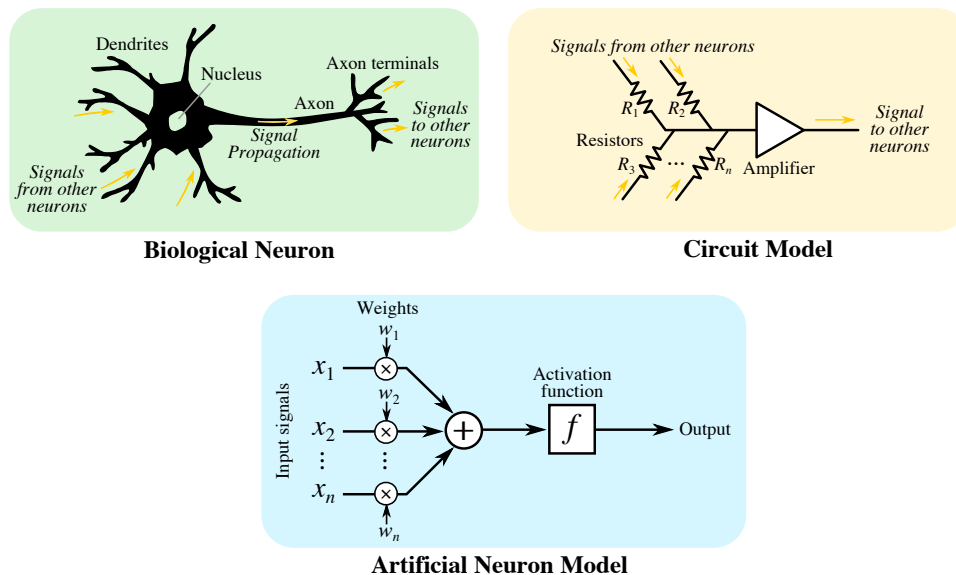 Dendrites
Nucleus
Axon terminals
Axon
Signal
Propagation
Signals
to other
neurons
Signals
from other
neurons
Biological Neuron
Signals from other neurons
R1
R2
Resistors
R3
...
Rn
Amplifier
Signal
to other
neurons
Circuit Model
Weights
w1
x1
w2
x2
⋮
⋮
xn
wn
Input signals
×
×
×
+
Activation
function
f
Output
Artificial Neuron Model